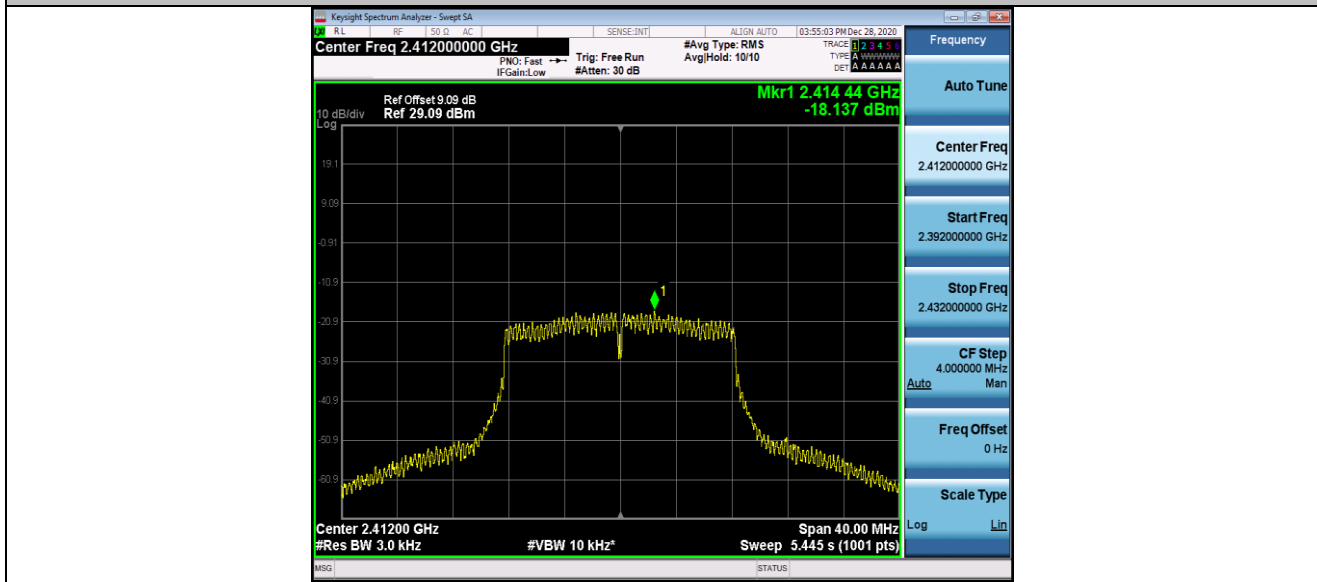 Keysight Spectrum Analyzer - Swept SA
RL RF 50 Ω AC SENSE:INT ALIGN AUTO 03:55:03 PM Dec 28, 2020
Center Freq 2.412000000 GHz
PNO: Fast
IFGain:Low
Trig: Free Run
#Atten: 30 dB
#Avg Type: RMS
Avg|Hold: 10/10
TRACE 1 2 3 4 5 6
TYPE A WWWWW
DET A A A A A A
Frequency
Mkr1 2.414 44 GHz
-18.137 dBm
Ref Offset 9.09 dB
10 dB/div Ref 29.09 dBm
Log
19.1
9.09
-0.91
-10.9
-20.9
-30.9
-40.9
-50.9
-60.9
1
Center 2.41200 GHz Span 40.00 MHz
#Res BW 3.0 kHz #VBW 10 kHz* Sweep 5.445 s (1001 pts)
MSG STATUS
Auto Tune
Center Freq
2.412000000 GHz
Start Freq
2.392000000 GHz
Stop Freq
2.432000000 GHz
CF Step
4.000000 MHz
Auto Man
Freq Offset
0 Hz
Scale Type
Log Lin